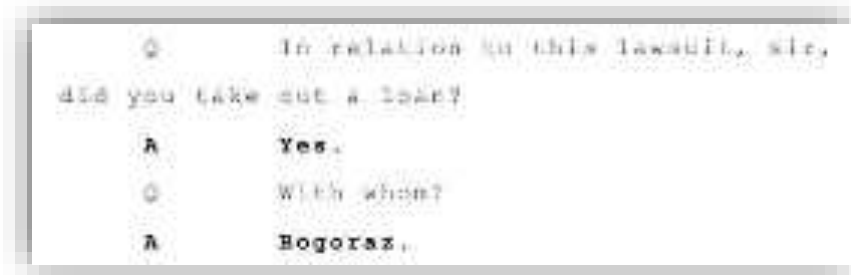 Q In relation to this lawsuit, sir,
did you take out a loan?
A Yes.
Q With whom?
A Bogoraz.